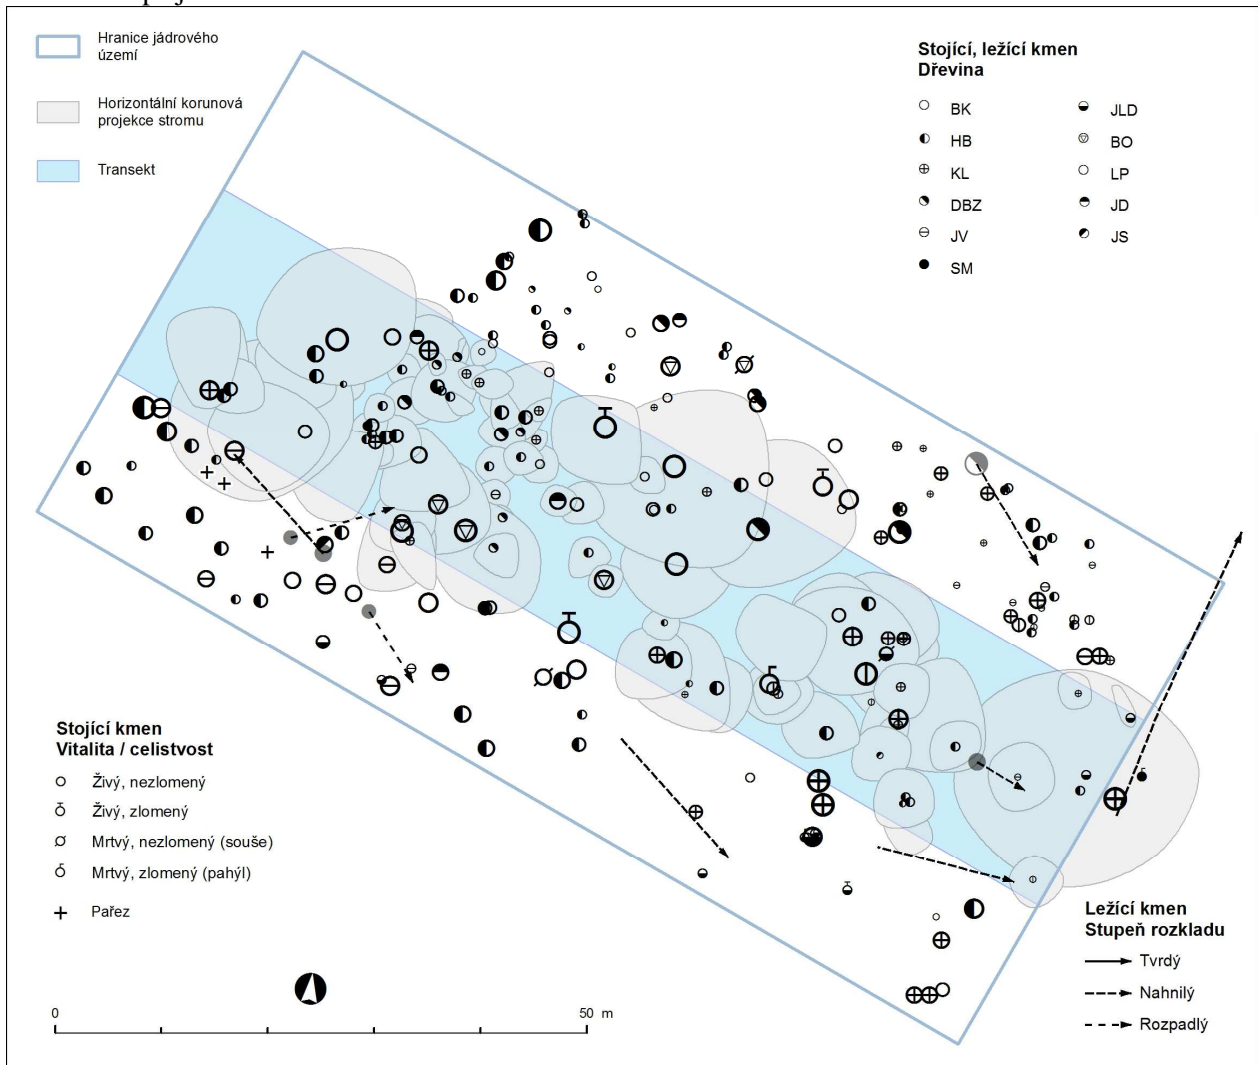 Hranice jádrového
území
Horizontální korunová
projekce stromu
Transekt
Stojící, ležící kmen
Dřevina
BK
HB
KL
DBZ
JV
SM
JLD
BO
LP
JD
JS
Stojící kmen
Vitalita / celistvost
Živý, nezlomený
Živý, zlomený
Mrtvý, nezlomený (souše)
Mrtvý, zlomený (pahýl)
Pařez
0 50 m
Ležící kmen
Stupeň rozkladu
Tvrdý
Nahnilý
Rozpadlý